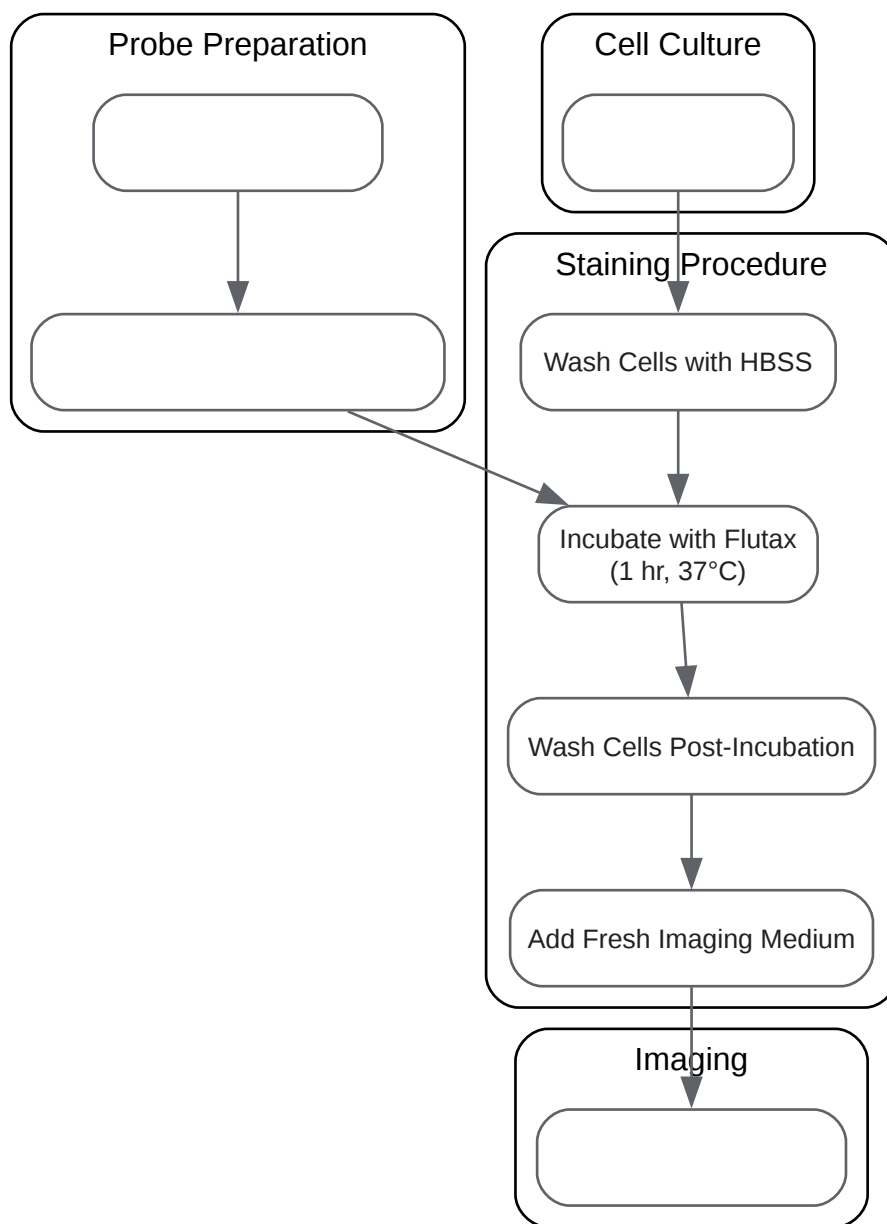 Probe Preparation
Cell Culture
Staining Procedure
Wash Cells with HBSS
Incubate with Flutax
(1 hr, 37°C)
Wash Cells Post-Incubation
Add Fresh Imaging Medium
Imaging